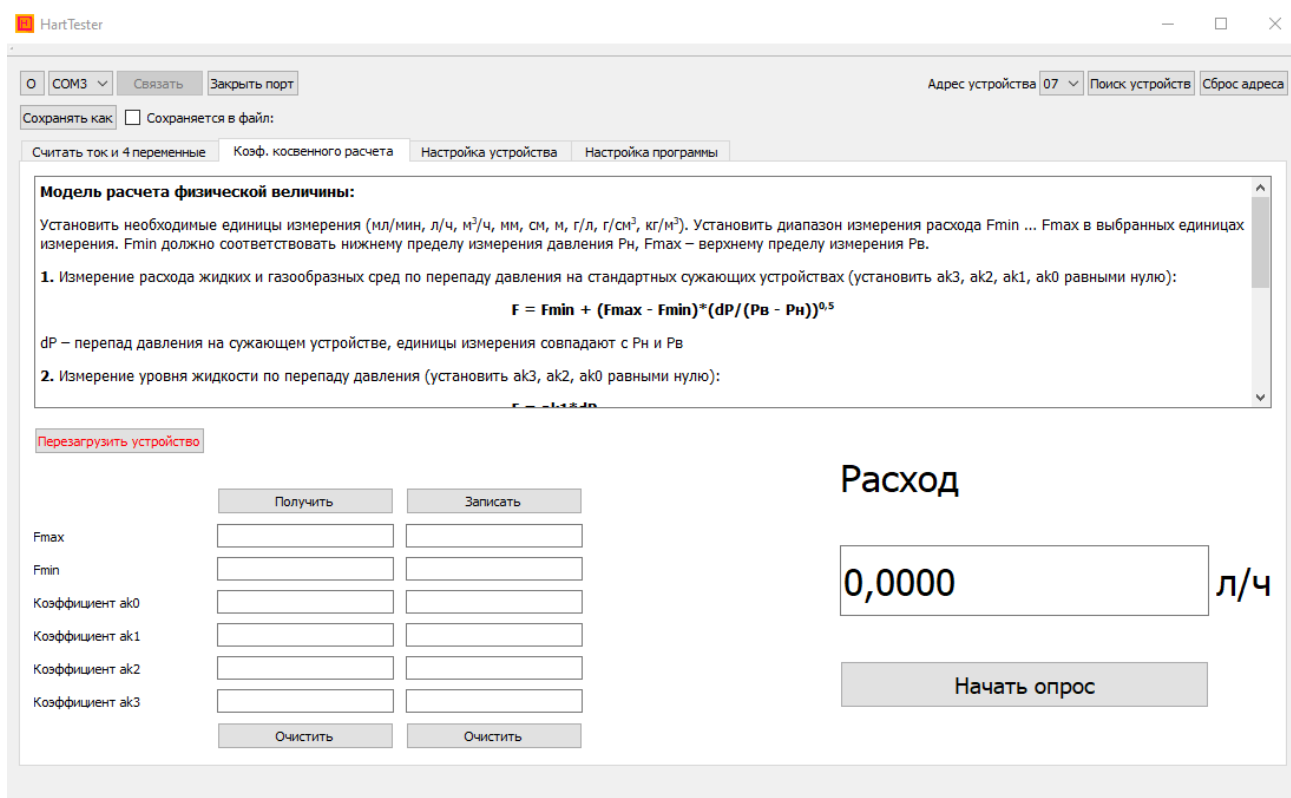 HartTester
О COM3 Связать Закрыть порт Адрес устройства 07 Поиск устройств Сброс адреса
Сохранять как Сохраняется в файл:
Считать ток и 4 переменные Коэф. косвенного расчета Настройка устройства Настройка программы
Модель расчета физической величины:
Установить необходимые единицы измерения (мл/мин, л/ч, м³/ч, мм, см, м, г/л, г/см³, кг/м³). Установить диапазон измерения расхода Fmin ... Fmax в выбранных единицах
измерения. Fmin должно соответствовать нижнему пределу измерения давления Рн, Fmax – верхнему пределу измерения Рв.
1. Измерение расхода жидких и газообразных сред по перепаду давления на стандартных сужающих устройствах (установить ak3, ak2, ak1, ak0 равными нулю):
F = Fmin + (Fmax - Fmin)*(dP/(Рв - Рн))⁰,⁵
dP – перепад давления на сужающем устройстве, единицы измерения совпадают с Рн и Рв
2. Измерение уровня жидкости по перепаду давления (установить ak3, ak2, ak0 равными нулю):
F = ak1*dP
Перезагрузить устройство
Расход
Получить Записать
Fmax
Fmin
0,0000 л/ч
Коэффициент ak0
Коэффициент ak1
Коэффициент ak2
Начать опрос
Коэффициент ak3
Очистить Очистить